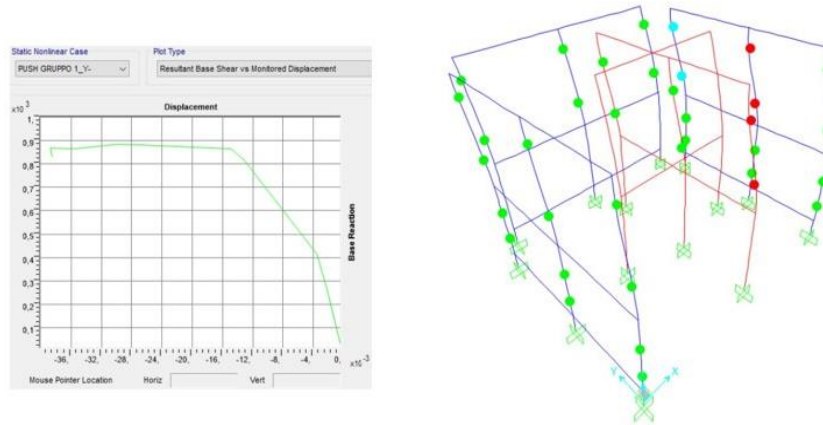 Static Nonlinear Case
Plot Type
PUSH GRUPPO 1_Y-
Resultant Base Shear vs Monitored Displacement
Displacement
x10 3
1,
0,9
0,8
0,7
0,6
0,5
0,4
0,3
0,2
0,1
Base Reaction
-36, -32, -28, -24, -20, -16, -12, -8, -4, 0, x10 -3
Mouse Pointer Location Horiz Vert
Y X